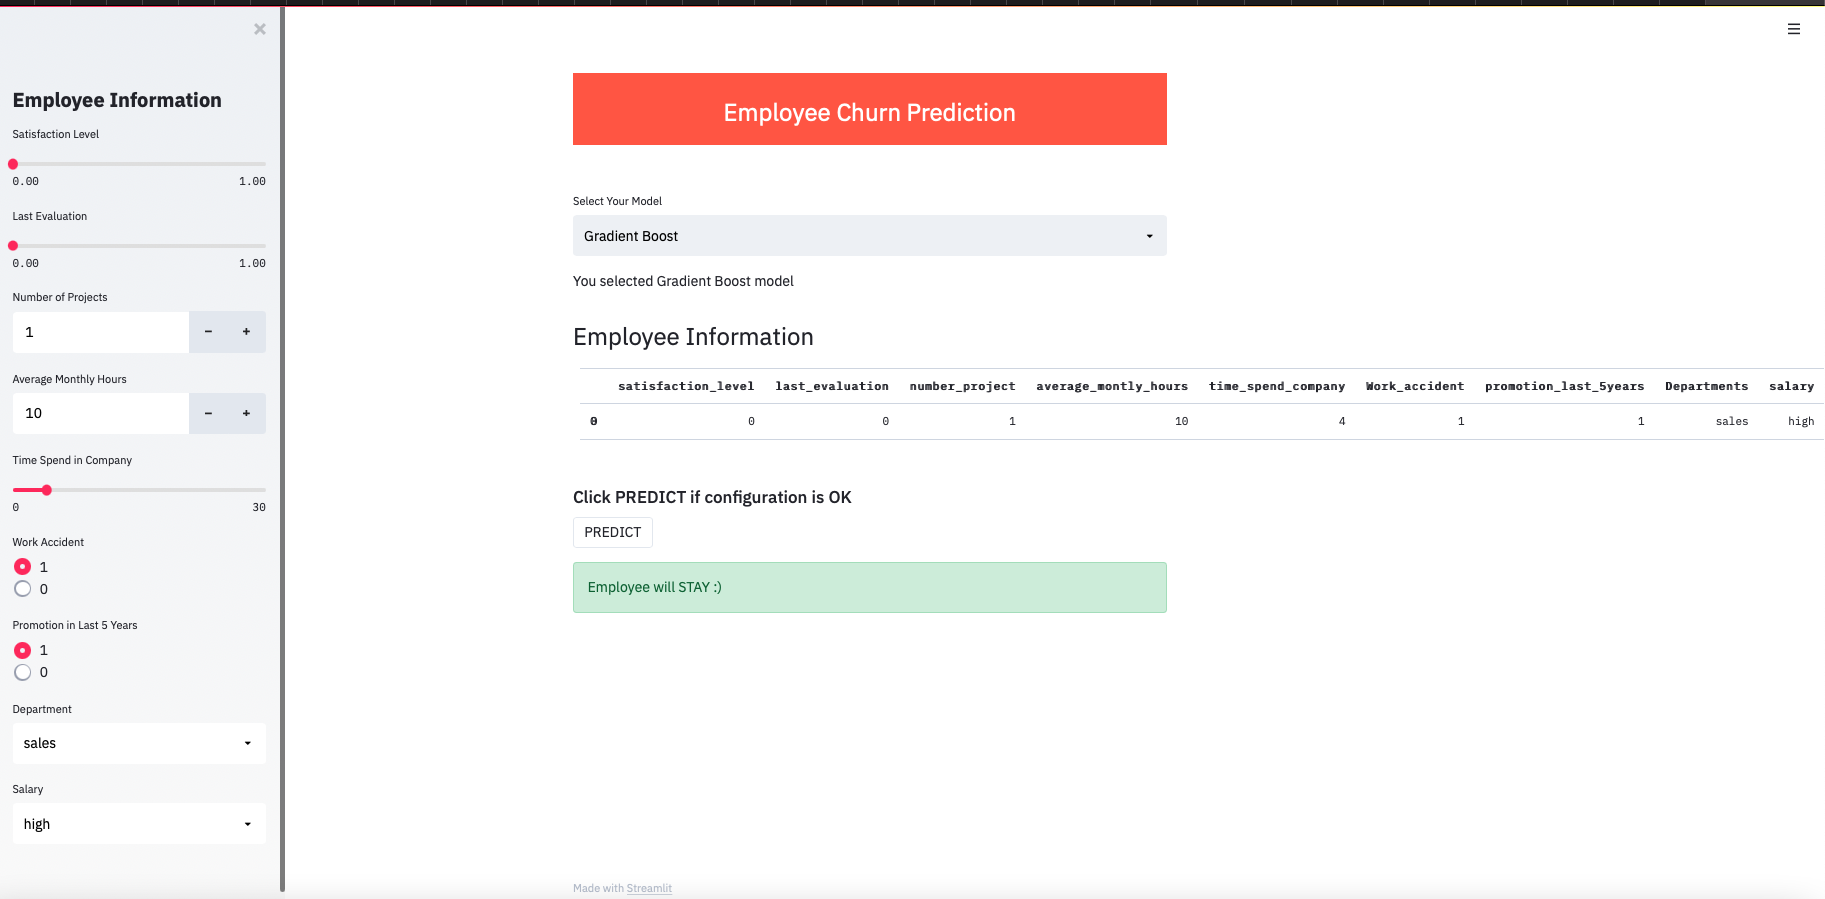 ×
Employee Information
Satisfaction Level
0.00 1.00
Last Evaluation
0.00 1.00
Number of Projects
1 - +
Average Monthly Hours
10 - +
Time Spend in Company
0 30
Work Accident
1
0
Promotion in Last 5 Years
1
0
Department
sales
Salary
high
Employee Churn Prediction
Select Your Model
Gradient Boost
You selected Gradient Boost model
Employee Information
satisfaction_level last_evaluation number_project average_montly_hours time_spend_company Work_accident promotion_last_5years Departments salary
0 0 0 1 10 4 1 1 sales high
Click PREDICT if configuration is OK
PREDICT
Employee will STAY :)
Made with Streamlit